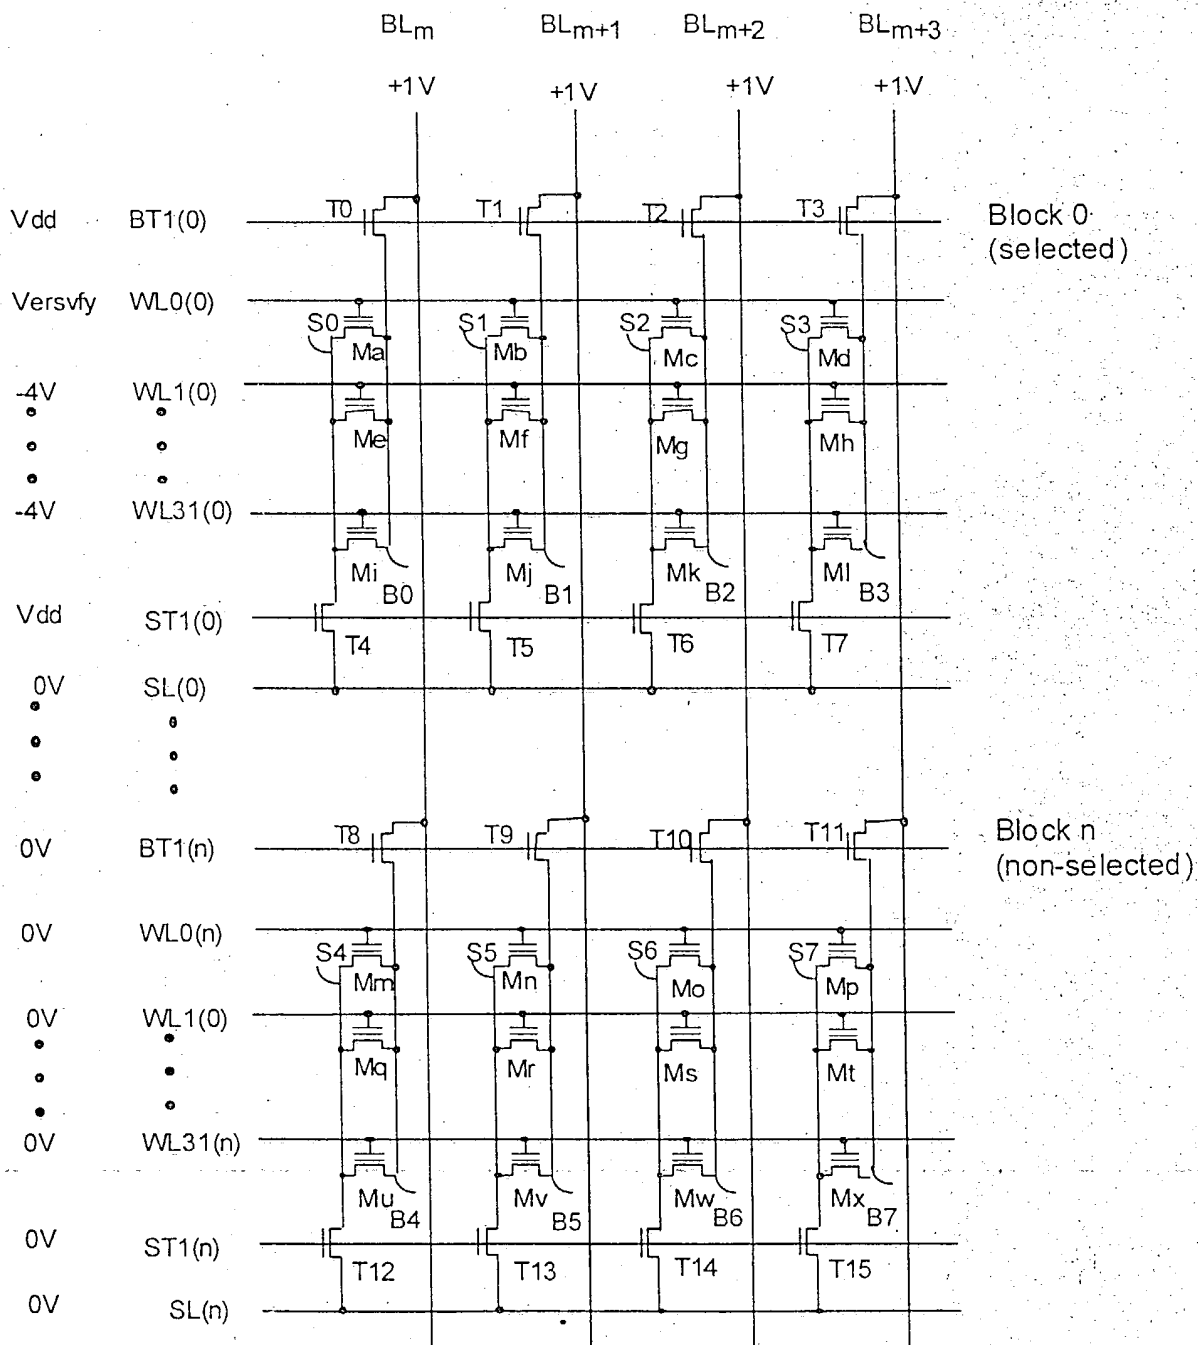 BLm BLm+1 BLm+2 BLm+3
+1V +1V +1V +1V
Vdd BT1(0) T0 T1 T2 T3 Block 0
(selected)
Versvfy WL0(0)
S0 S1 S2 S3
Ma Mb Mc Md
-4V WL1(0)
Me Mf Mg Mh
-4V WL31(0)
Mi Mj Mk Ml
B0 B1 B2 B3
Vdd ST1(0)
T4 T5 T6 T7
0V SL(0)
T8 T9 T10 T11 Block n
0V BT1(n) (non-selected)
0V WL0(n)
S4 S5 S6 S7
Mm Mn Mo Mp
0V WL1(0)
Mq Mr Ms Mt
0V WL31(n)
Mu Mv Mw Mx
B4 B5 B6 B7
0V ST1(n)
T12 T13 T14 T15
0V SL(n)